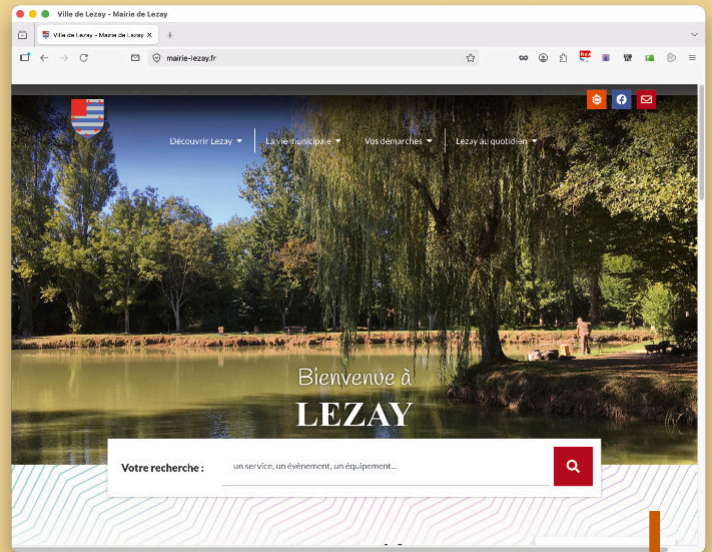 Ville de Lezay - Mairie de Lezay
Ville de Lezay - Mairie de Lezay
mairie-lezay.fr
New
Découvrir Lezay
La vie municipale
Vos démarches
Lezay au quotidien
Bienvenue à
LEZAY
Votre recherche :
un service, un évènement, un équipement...